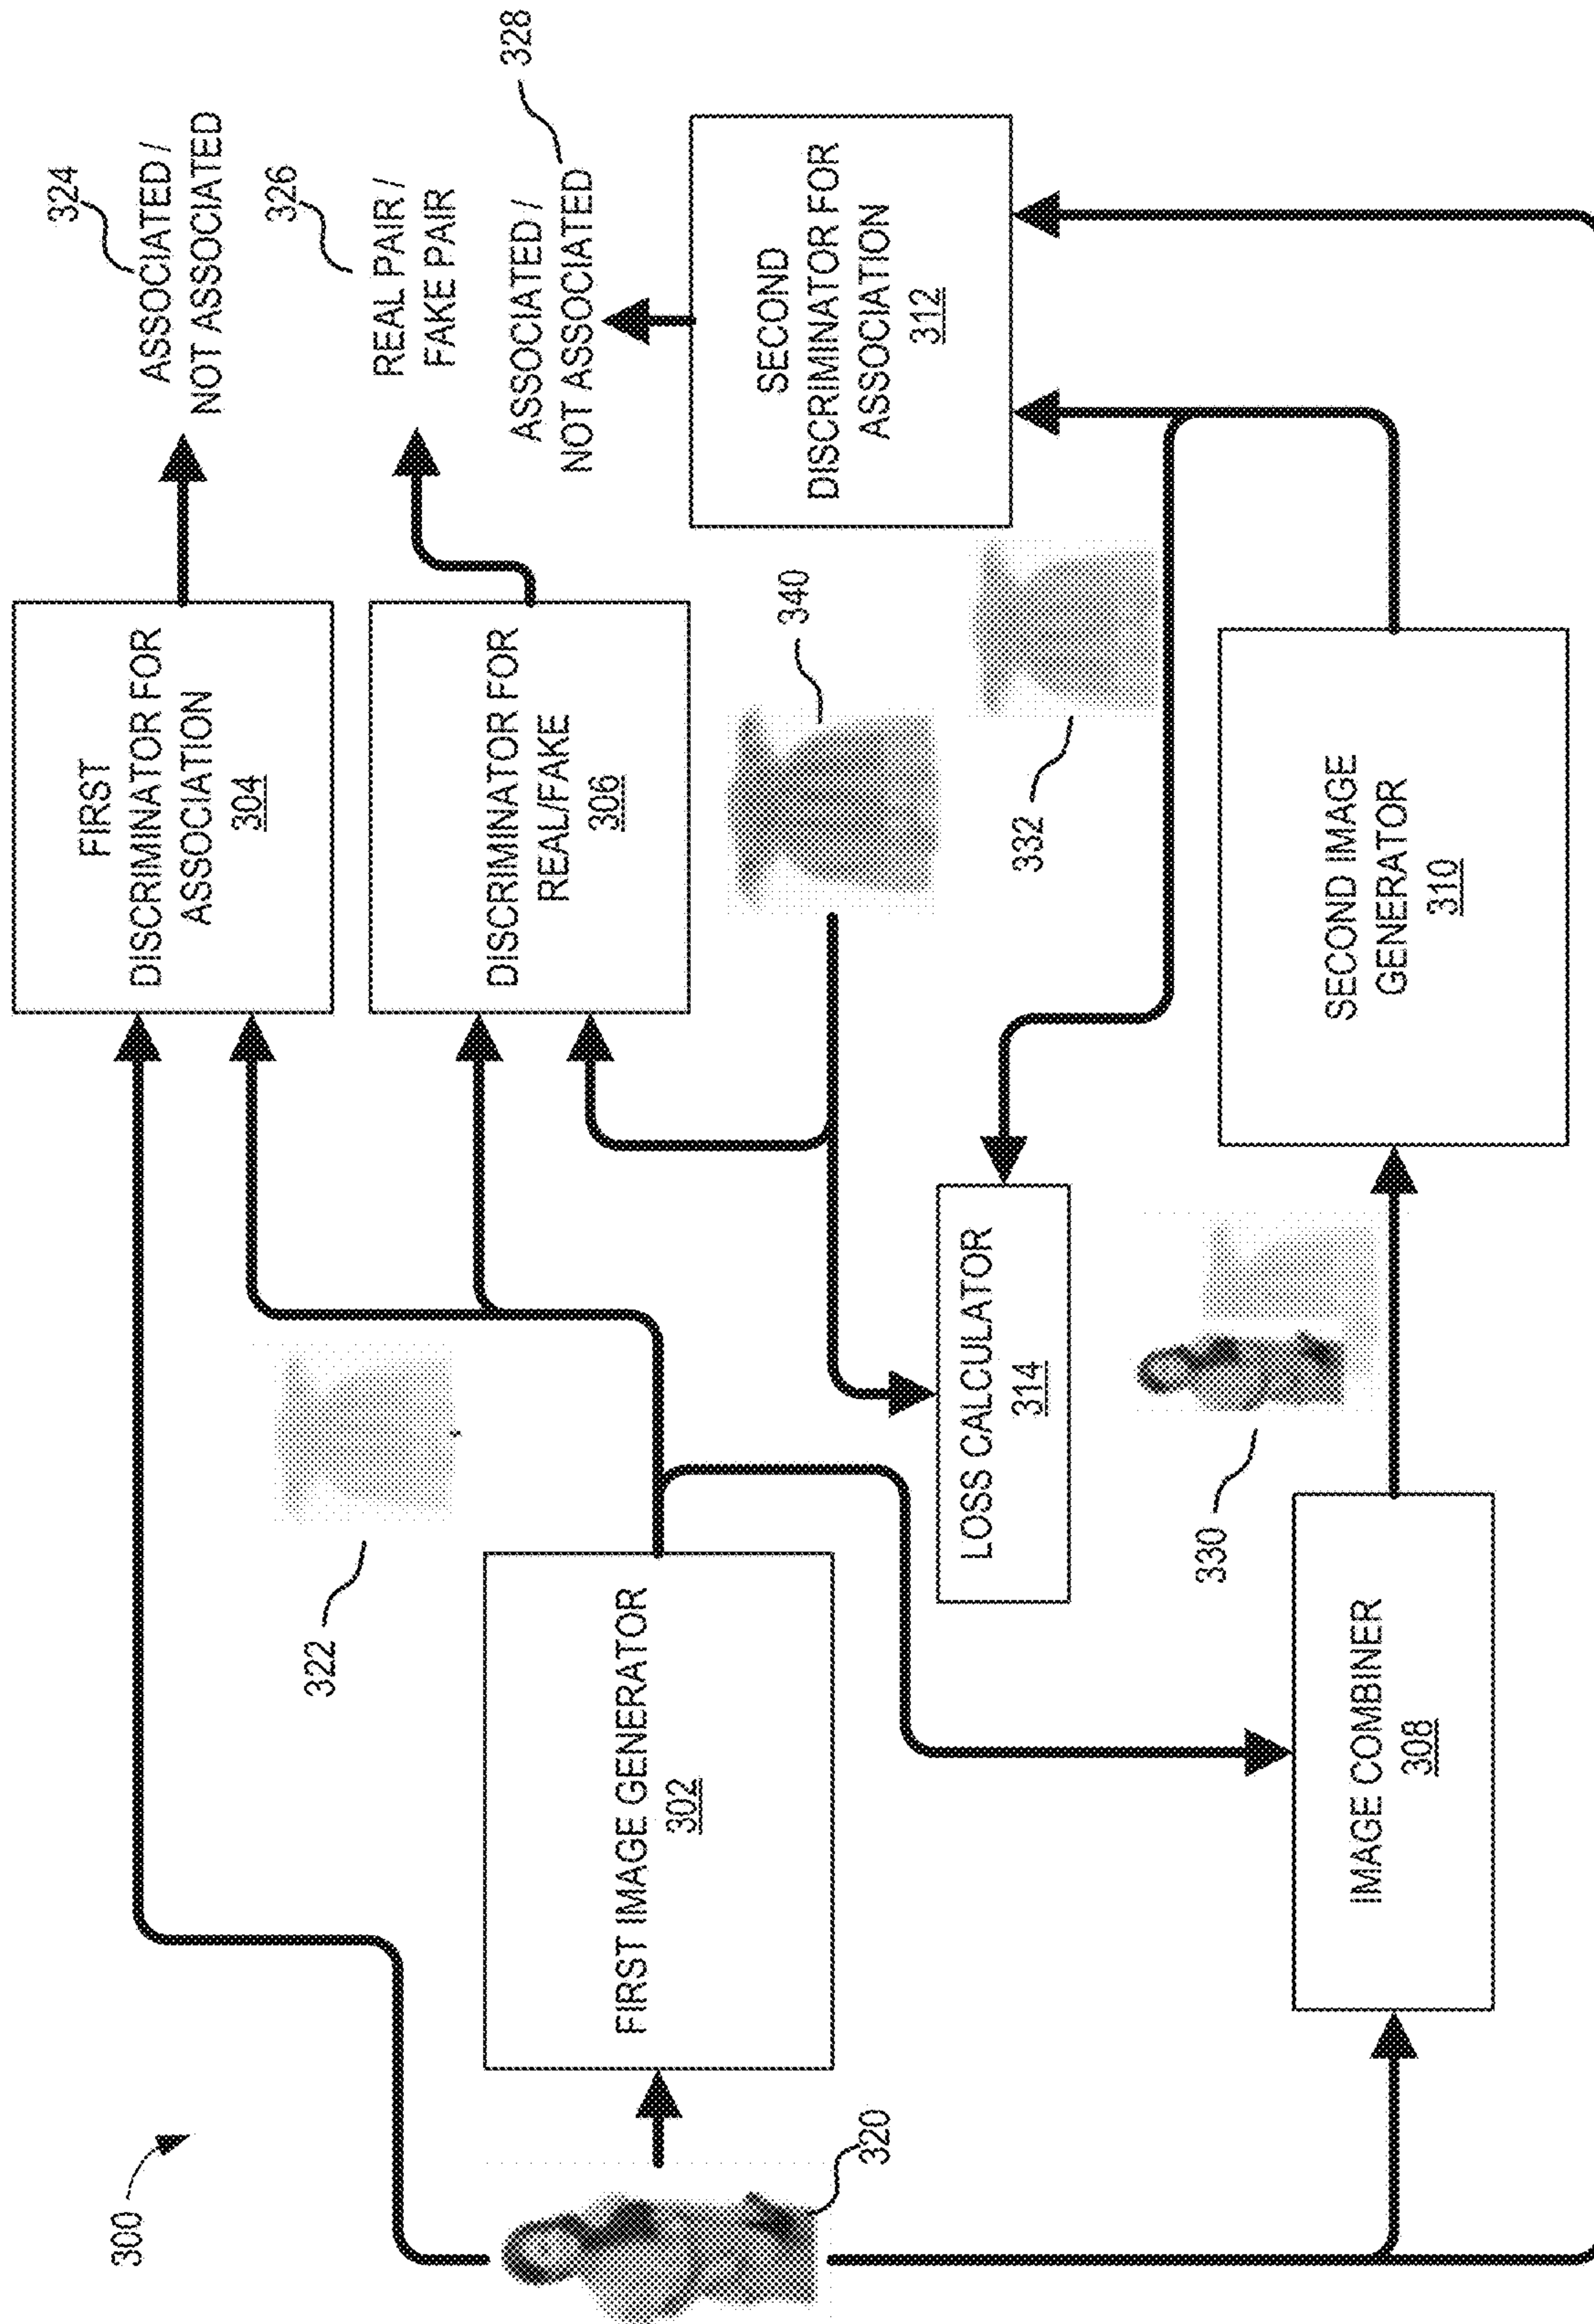 300
320
FIRST IMAGE GENERATOR
302
322
FIRST
DISCRIMINATOR FOR
ASSOCIATION
304
324
ASSOCIATED /
NOT ASSOCIATED
DISCRIMINATOR FOR
REAL/FAKE
306
326
REAL PAIR /
FAKE PAIR
340
LOSS CALCULATOR
314
332
328
ASSOCIATED /
NOT ASSOCIATED
SECOND
DISCRIMINATOR FOR
ASSOCIATION
312
IMAGE COMBINER
308
330
SECOND IMAGE
GENERATOR
310